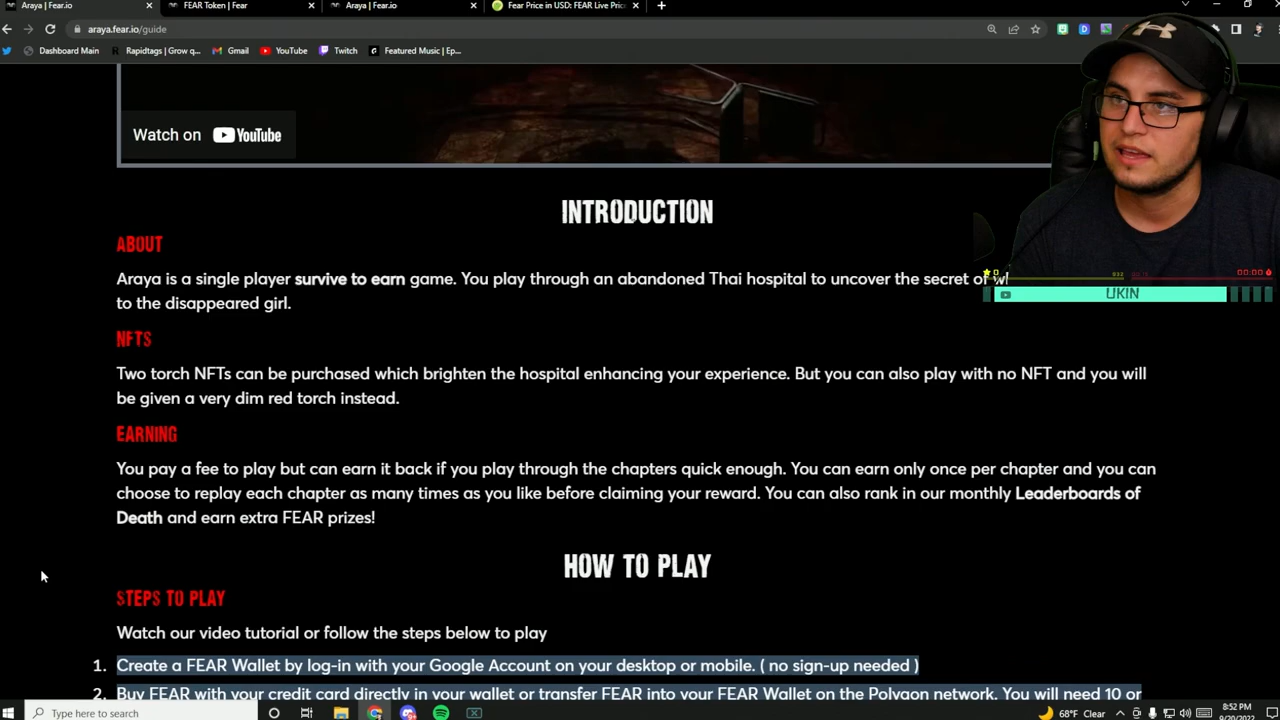 Araya | Fear.io
FEAR Token | Fear
Araya | Fear.io
Fear Price in USD: FEAR Live Pric
araya.fear.io/guide
Dashboard Main
Rapidtags | Grow q...
Gmail
YouTube
Twitch
Featured Music | Ep...
Watch on YouTube
INTRODUCTION
ABOUT
Araya is a single player survive to earn game. You play through an abandoned Thai hospital to uncover the secret of
to the disappeared girl.
NFTS
Two torch NFTs can be purchased which brighten the hospital enhancing your experience. But you can also play with no NFT and you will
be given a very dim red torch instead.
EARNING
You pay a fee to play but can earn it back if you play through the chapters quick enough. You can earn only once per chapter and you can
choose to replay each chapter as many times as you like before claiming your reward. You can also rank in our monthly Leaderboards of
Death and earn extra FEAR prizes!
HOW TO PLAY
STEPS TO PLAY
Watch our video tutorial or follow the steps below to play
1. Create a FEAR Wallet by log-in with your Google Account on your desktop or mobile. ( no sign-up needed )
2. Buy FEAR with your credit card directly in your wallet or transfer FEAR into your FEAR Wallet on the Polygon network. You will need 10 or
00:00
Type here to search
68°F Clear
8:52 PM
9/20/2022